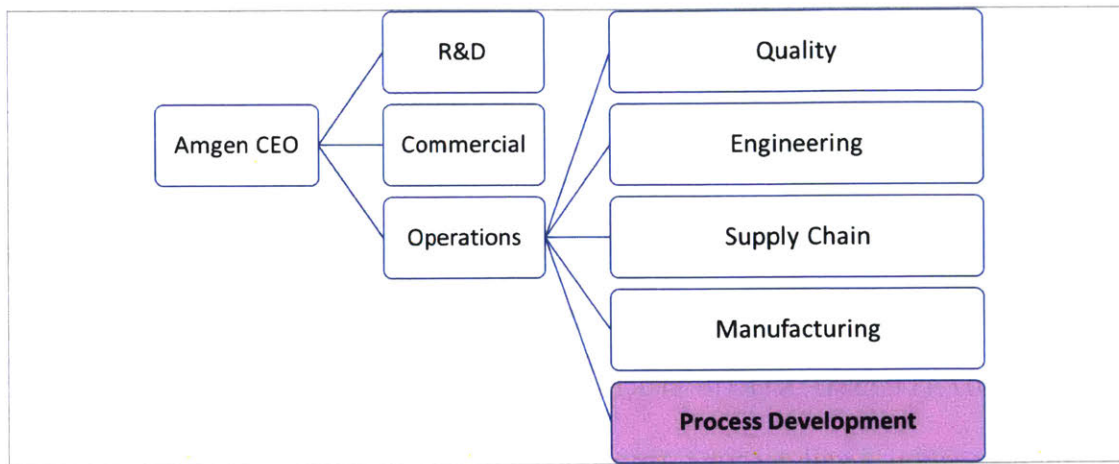 R&D
Quality
Amgen CEO
Commercial
Engineering
Operations
Supply Chain
Manufacturing
Process Development